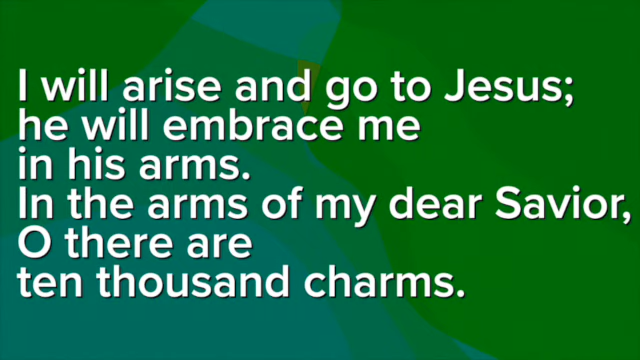 I will arise and go to Jesus;
he will embrace me
in his arms.
In the arms of my dear Savior,
O there are
ten thousand charms.